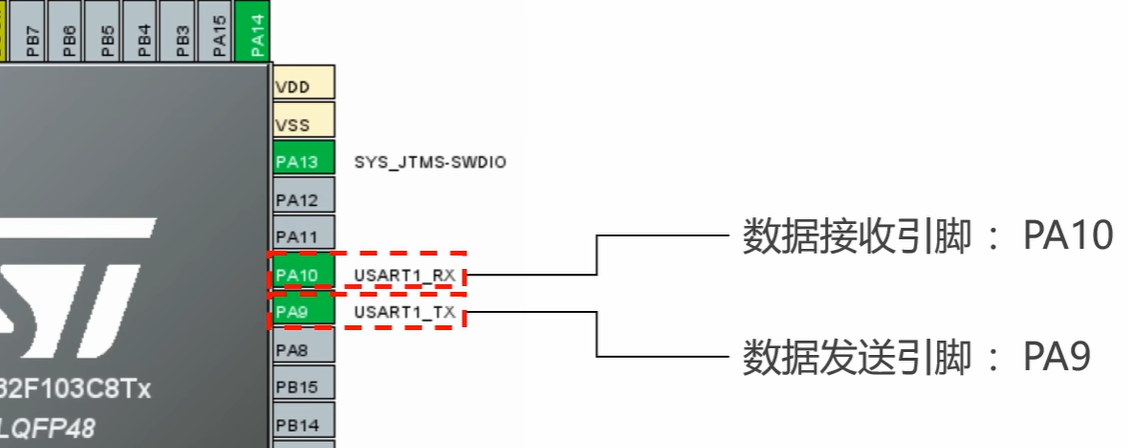 PB7
PB6
PB5
PB4
PB3
PA15
PA14
VDD
VSS
PA13 SYS_JTMS-SWDIO
PA12
PA11
数据接收引脚： PA10
PA10 USART1_RX
PA9 USART1_TX
数据发送引脚： PA9
PA8
32F103C8Tx
PB15
LQFP48
PB14